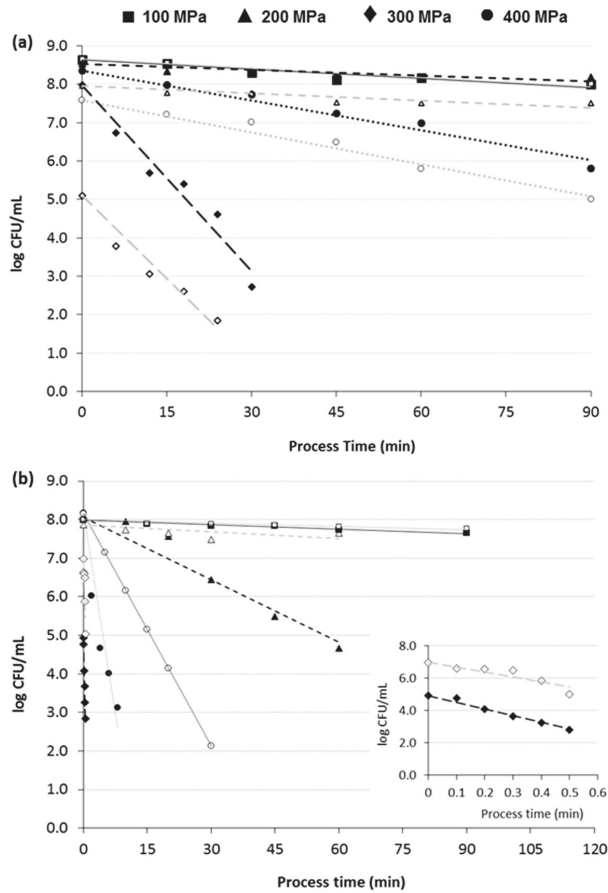 100 MPa 200 MPa 300 MPa 400 MPa
(a)
9.0
8.0
7.0
6.0
5.0
4.0
3.0
2.0
1.0
0.0
log CFU/mL
0 15 30 45 60 75 90
Process Time (min)
(b)
9.0
8.0
7.0
6.0
5.0
4.0
3.0
2.0
1.0
0.0
log CFU/mL
0 15 30 45 60 75 90 105 120
Process time (min)
8.0
6.0
4.0
2.0
0.0
log CFU/mL
0 0.1 0.2 0.3 0.4 0.5 0.6
Process time (min)